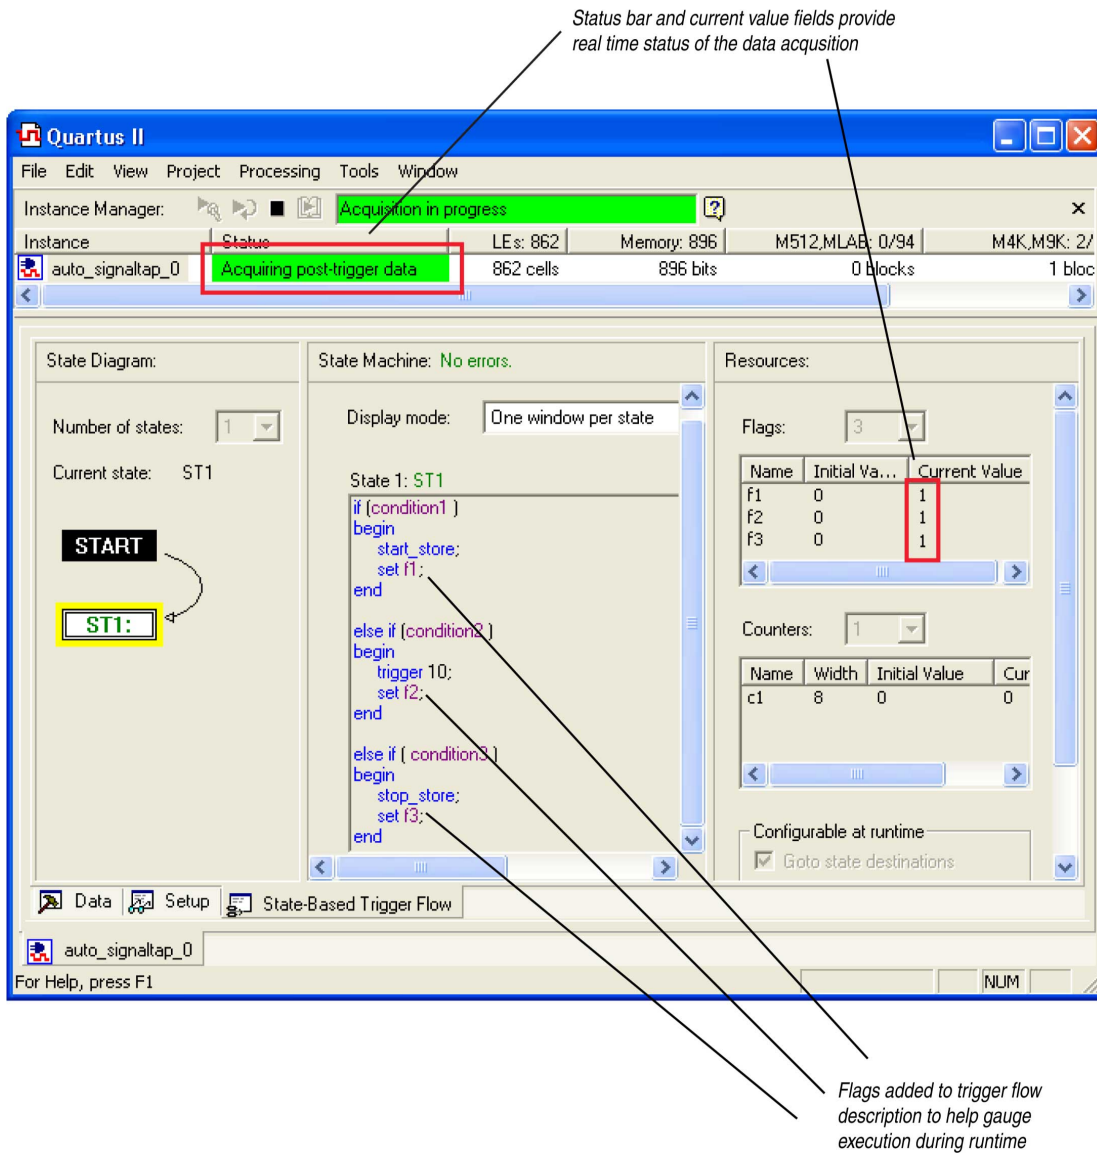 Status bar and current value fields provide
real time status of the data acqusition
Quartus II
File Edit View Project Processing Tools Window
Instance Manager: Acquisition in progress
Instance Status LEs: 862 Memory: 896 M512,MLAB: 0/94 M4K,M9K: 2/
auto_signaltap_0 Acquiring post-trigger data 862 cells 896 bits 0 blocks 1 bloc
State Diagram:
Number of states: 1
Current state: ST1
START
ST1:
State Machine: No errors.
Display mode: One window per state
State 1: ST1
if (condition1 )
begin
start_store;
set f1;
end
else if (condition2 )
begin
trigger 10;
set f2;
end
else if ( condition3 )
begin
stop_store;
set f3;
end
Resources:
Flags: 3
Name Initial Va... Current Value
f1 0 1
f2 0 1
f3 0 1
Counters: 1
Name Width Initial Value Cur
c1 8 0 0
Configurable at runtime
Goto state destinations
Data Setup State-Based Trigger Flow
auto_signaltap_0
For Help, press F1 NUM
Flags added to trigger flow
description to help gauge
execution during runtime